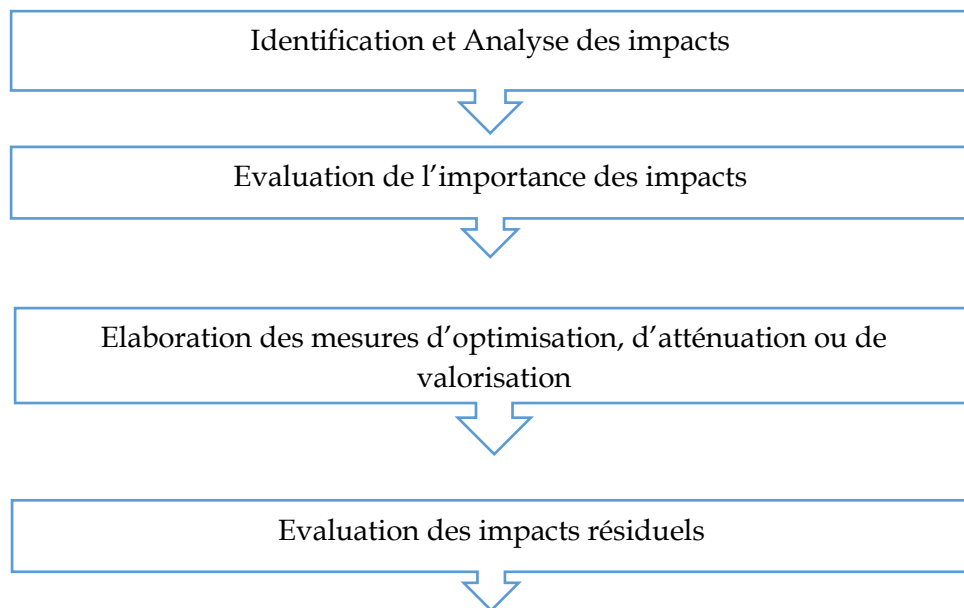 Identification et Analyse des impacts
Evaluation de l’importance des impacts
Elaboration des mesures d’optimisation, d’atténuation ou de
valorisation
Evaluation des impacts résiduels